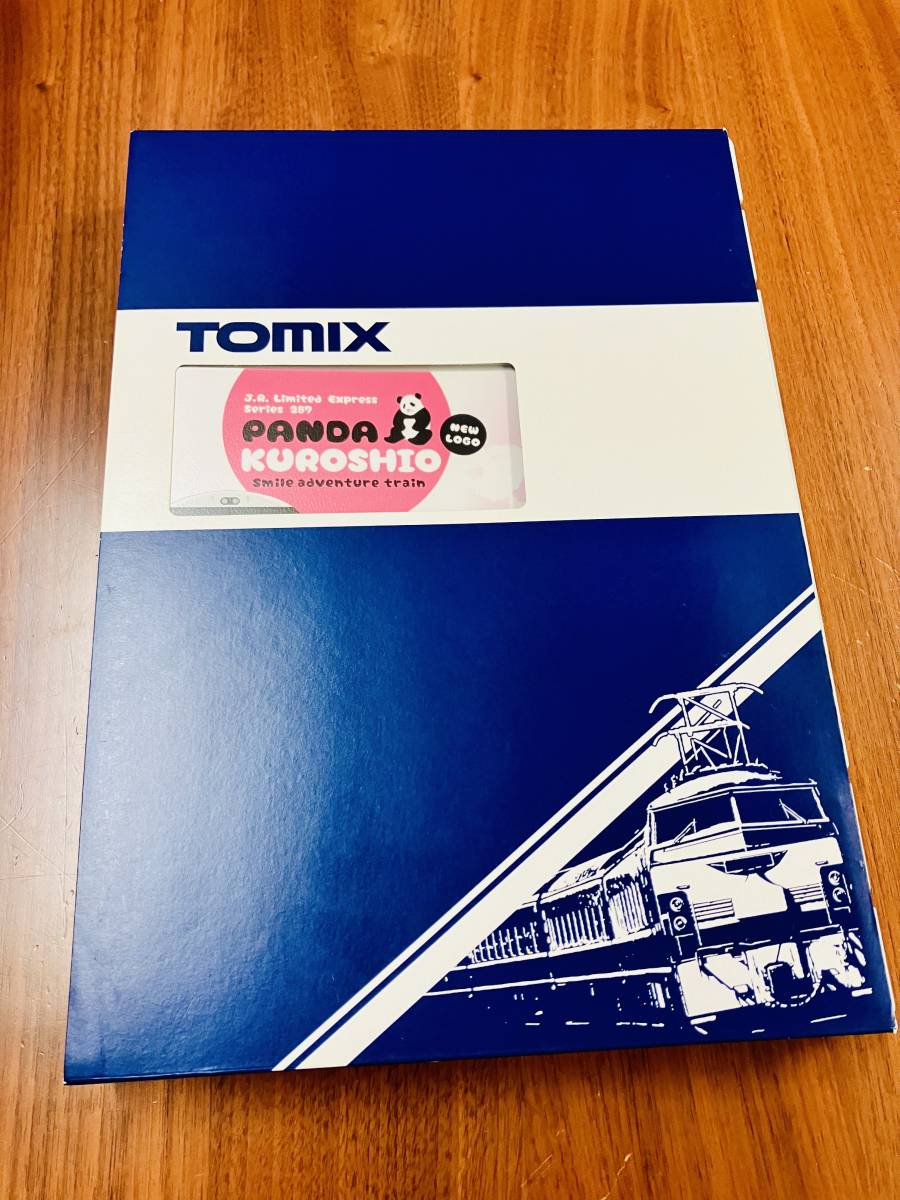 TOMIX
J.R. Limited Express
Series 287
PANDA
KUROSHIO
Smile adventure train
NEW
LOGO